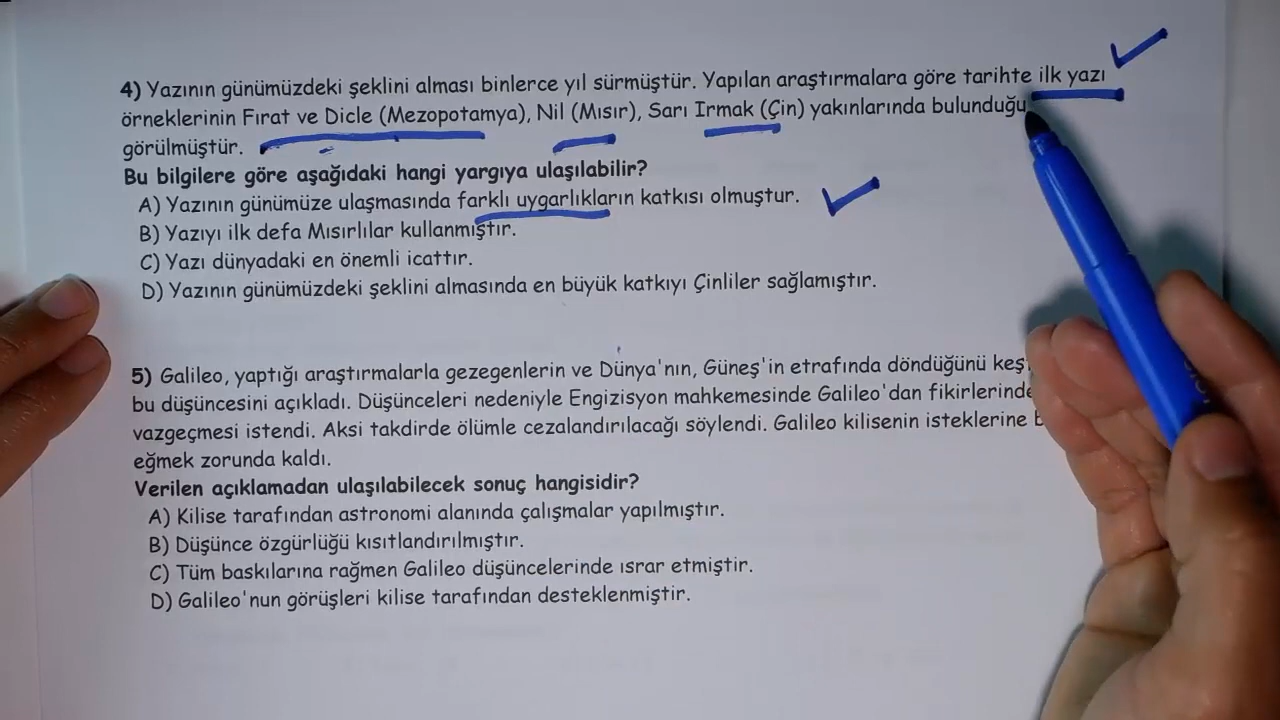 4) Yazının günümüzdeki şeklini alması binlerce yıl sürmüştür. Yapılan araştırmalara göre tarihte ilk yazı
örneklerinin Fırat ve Dicle (Mezopotamya), Nil (Mısır), Sarı Irmak (Çin) yakınlarında bulunduğu
görülmüştür.
Bu bilgilere göre aşağıdaki hangi yargıya ulaşılabilir?
A) Yazının günümüze ulaşmasında farklı uygarlıkların katkısı olmuştur.
B) Yazıyı ilk defa Mısırlılar kullanmıştır.
C) Yazı dünyadaki en önemli icattır.
D) Yazının günümüzdeki şeklini almasında en büyük katkıyı Çinliler sağlamıştır.
5) Galileo, yaptığı araştırmalarla gezegenlerin ve Dünya'nın, Güneş'in etrafında döndüğünü
bu düşüncesini açıkladı. Düşünceleri nedeniyle Engizisyon mahkemesinde Galileo'dan
vazgeçmesi istendi. Aksi takdirde ölümle cezalandırılacağı söylendi. Galileo kilisenin isteklerine
eğmek zorunda kaldı.
Verilen açıklamadan ulaşılabilecek sonuç hangisidir?
A) Kilise tarafından astronomi alanında çalışmalar yapılmıştır.
B) Düşünce özgürlüğü kısıtlandırılmıştır.
C) Tüm baskılarına rağmen Galileo düşüncelerinde ısrar etmiştir.
D) Galileo'nun görüşleri kilise tarafından desteklenmiştir.